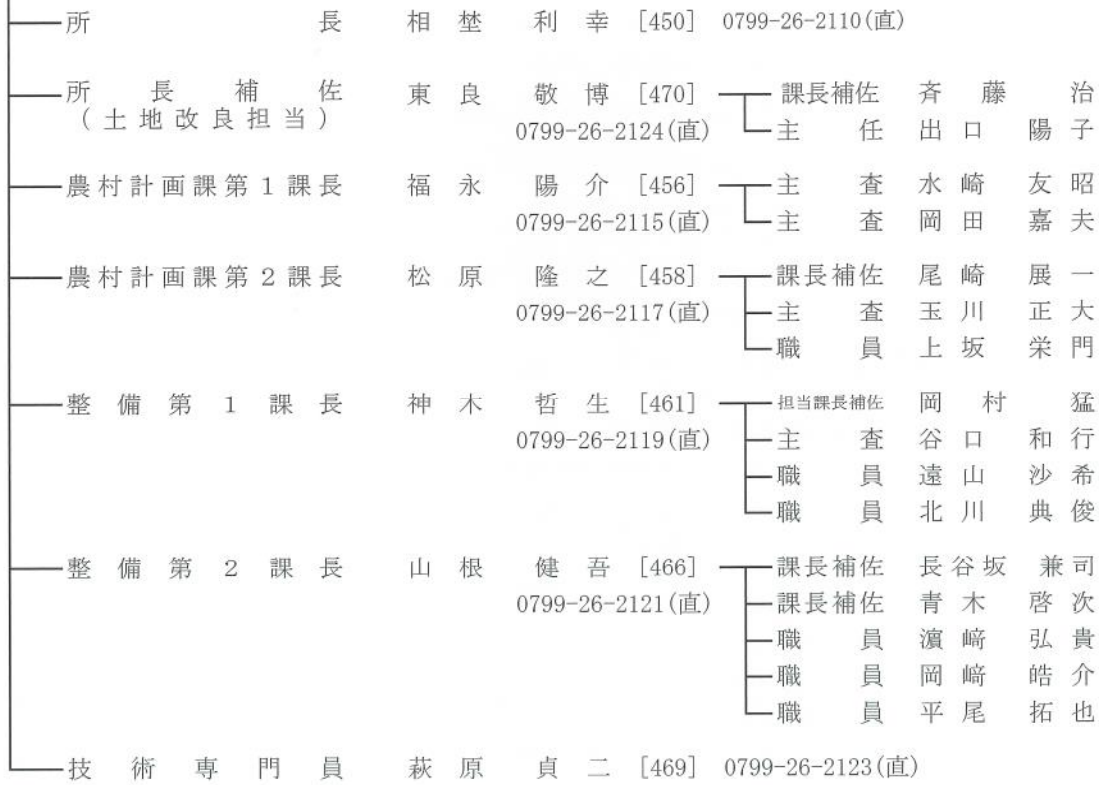 所長 相埜 利幸 [450] 0799-26-2110(直)
所長補佐 東良 敬博 [470] 課長補佐 斉藤 治
(土地改良担当) 0799-26-2124(直) 主任 出口 陽子
農村計画課第1課長 福永 陽介 [456] 主査 水崎 友昭
0799-26-2115(直) 主査 岡田 嘉夫
農村計画課第2課長 松原 隆之 [458] 課長補佐 尾崎 展一
0799-26-2117(直) 主査 玉川 正大
職員 上坂 栄門
整備第1課長 神木 哲生 [461] 担当課長補佐 岡村 猛
0799-26-2119(直) 主査 谷口 和行
職員 遠山 沙希
職員 北川 典俊
整備第2課長 山根 健吾 [466] 課長補佐 長谷坂 兼司
0799-26-2121(直) 課長補佐 青木 啓次
職員 濵﨑 弘貴
職員 岡﨑 皓介
職員 平尾 拓也
技術専門員 萩原 貞二 [469] 0799-26-2123(直)